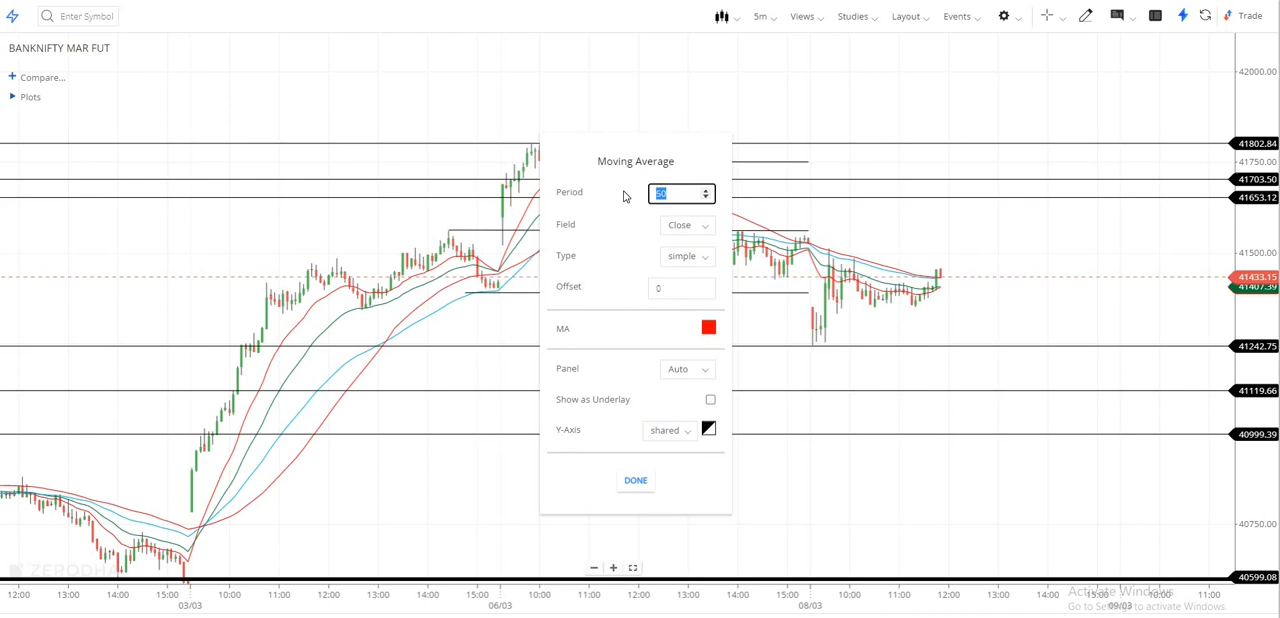 Enter Symbol
5m
Views
Studies
Layout
Events
Trade
BANKNIFTY MAR FUT
Compare...
Plots
42000.00
41802.84
41750.00
41703.50
41653.12
41500.00
41433.15
41407.39
41242.75
41119.66
40999.39
40750.00
40599.08
Moving Average
Period 50
Field Close
Type simple
Offset 0
MA
Panel Auto
Show as Underlay
Y-Axis shared
DONE
ZERODHA
12:00 13:00 14:00 15:00 10:00 11:00 12:00 13:00 14:00 15:00 10:00 11:00 12:00 13:00 14:00 15:00 10:00 11:00 12:00 13:00 14:00 15:00 10:00 11:00
03/03 06/03 08/03 09/03
Activate Windows
Go to Settings to activate Windows.